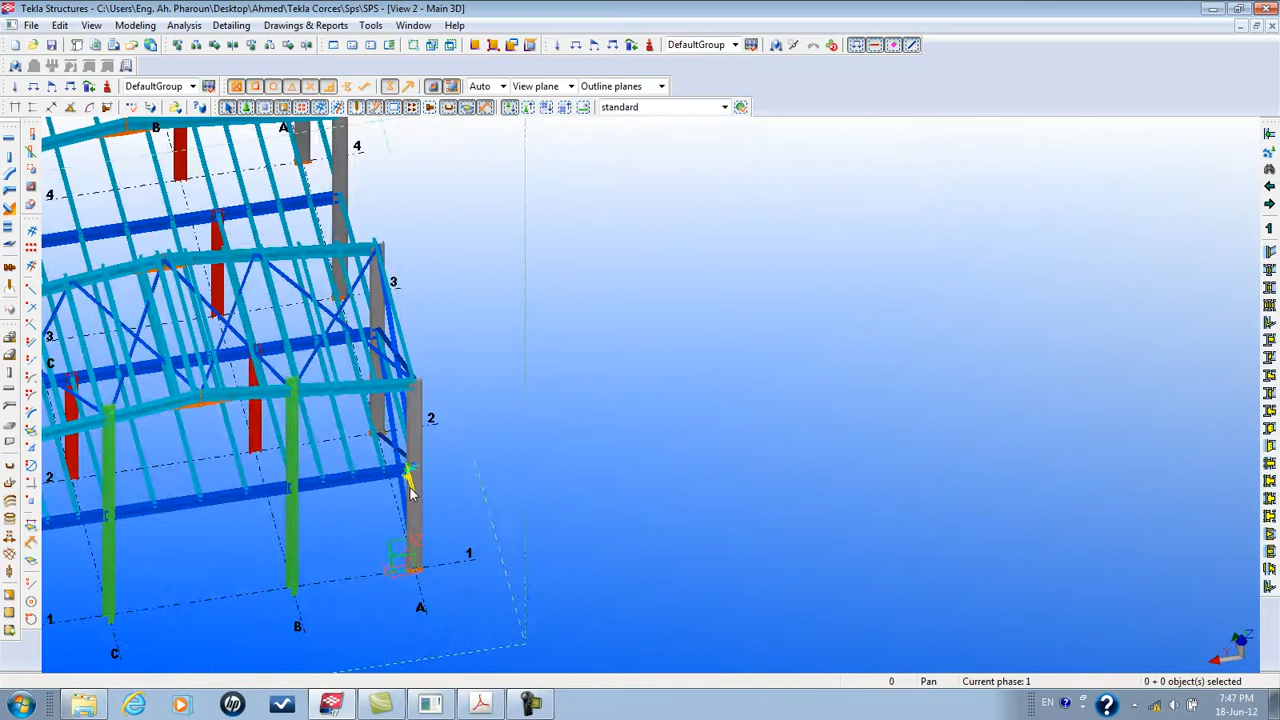 Tekla Structures - C:\Users\Eng. Ah. Pharoun\Desktop\Ahmed\Tekla Corces\Sps\SPS - [View 2 - Main 3D]
File Edit View Modeling Analysis Detailing Drawings & Reports Tools Window Help
DefaultGroup
DefaultGroup Auto View plane Outline planes
standard
B A
4
4
3
3
C
2
2
1
1
A
B
C
Z
Y
0 Pan Current phase: 1 0 + 0 object(s) selected
EN 7:47 PM
18-Jun-12